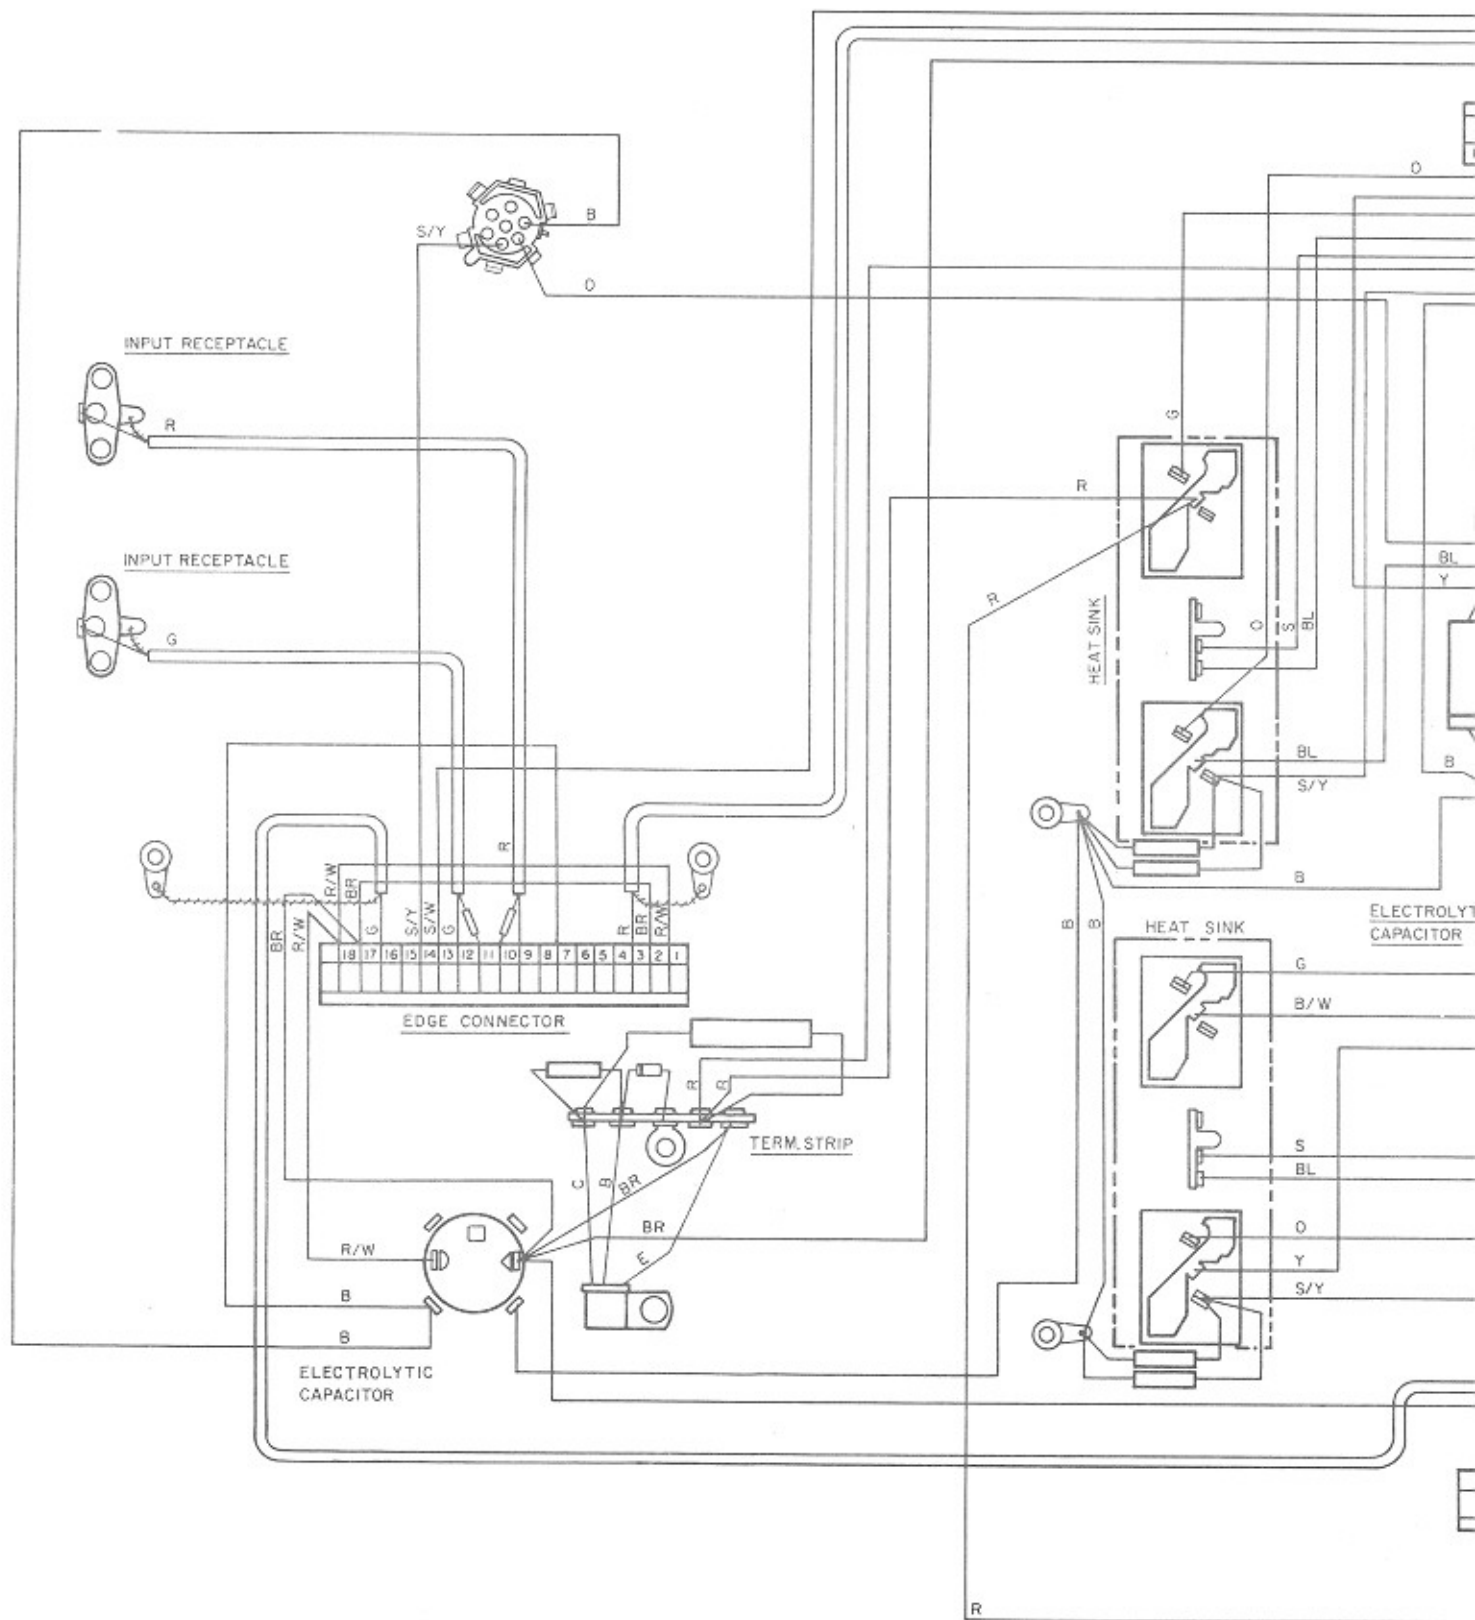 O
B
S/Y
O
INPUT RECEPTACLE
R
G
R
BL
Y
INPUT RECEPTACLE
R
G
HEAT SINK
O
S
BL
BL
B
S/Y
R
R/W
BR
B
BR
R/W
G
S/Y
S/W
G
R
BR
R/W
B
B
ELECTROLYT
CAPACITOR
HEAT SINK
18 17 16 15 14 13 12 11 10 9 8 7 6 5 4 3 2 1
G
EDGE CONNECTOR
B/W
R
R
TERM. STRIP
S
BL
C
B
BR
BR
O
R/W
E
Y
S/Y
B
B
ELECTROLYTIC
CAPACITOR
R